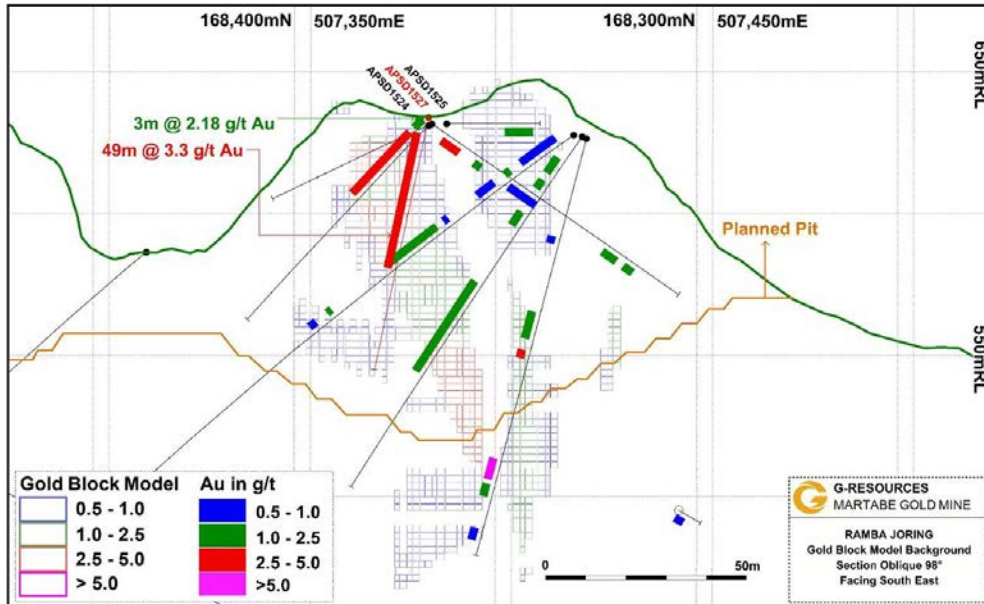 168,400mN
507,350mE
168,300mN
507,450mE
650mRL
APSD1524
APSD1527
APSD1525
3m @ 2.18 g/t Au
49m @ 3.3 g/t Au
Planned Pit
550mRL
Gold Block Model
0.5 - 1.0
1.0 - 2.5
2.5 - 5.0
> 5.0
Au in g/t
0.5 - 1.0
1.0 - 2.5
2.5 - 5.0
>5.0
0
50m
G-RESOURCES
MARTABE GOLD MINE
RAMBA JORING
Gold Block Model Background
Section Oblique 98°
Facing South East